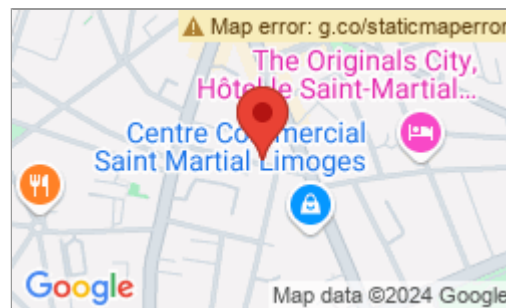 Map error: g.co/staticmaperror
The Originals City,
Hôtel le Saint-Martial...
Centre Commercial
Saint Martial Limoges
Google
Map data ©2024 Google